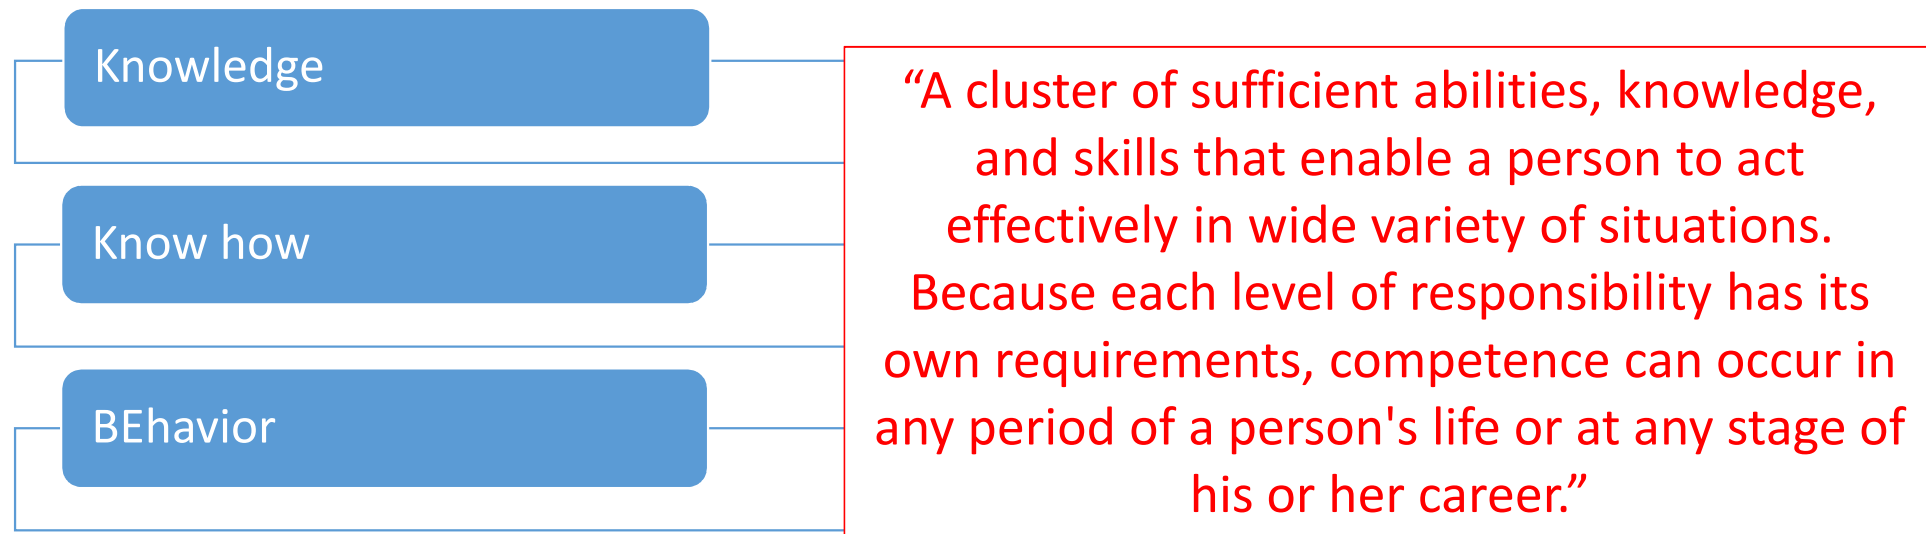 Knowledge
Know how
BEhavior
“A cluster of sufficient abilities, knowledge,
and skills that enable a person to act
effectively in wide variety of situations.
Because each level of responsibility has its
own requirements, competence can occur in
any period of a person's life or at any stage of
his or her career.”